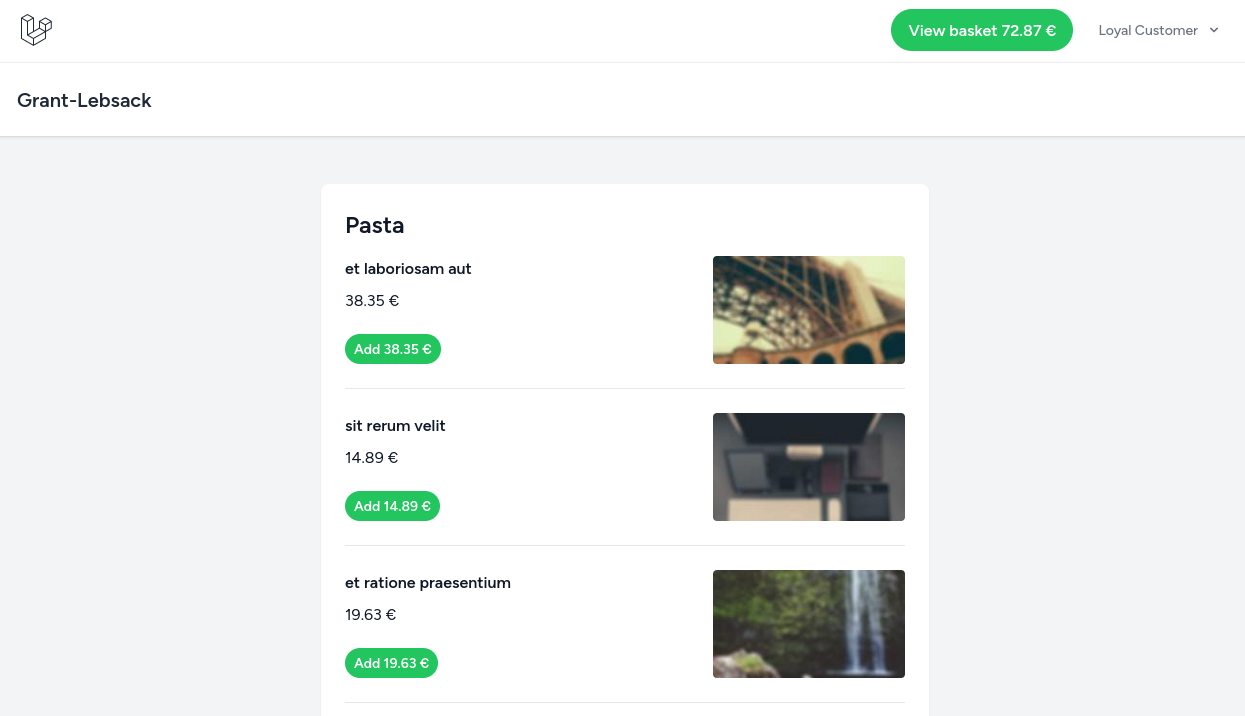 View basket 72.87 €
Loyal Customer
Grant-Lebsack
Pasta
et laboriosam aut
38.35 €
Add 38.35 €
sit rerum velit
14.89 €
Add 14.89 €
et ratione praesentium
19.63 €
Add 19.63 €